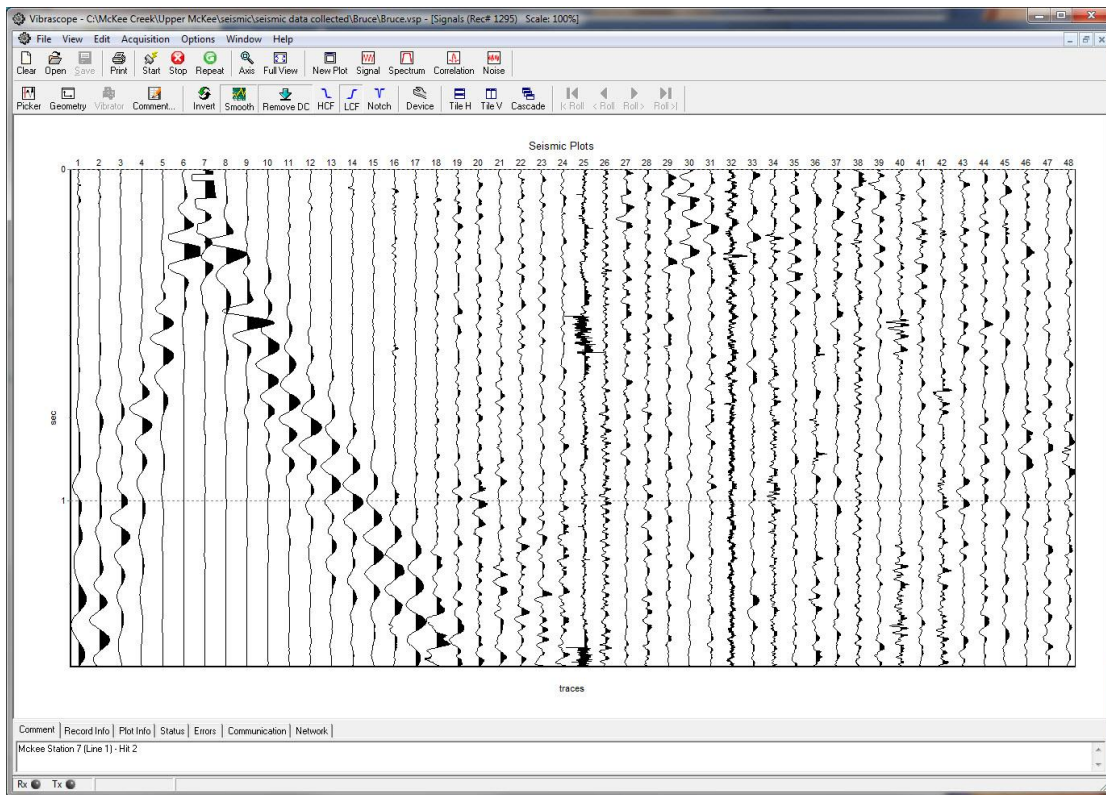 Vibrascope - C:\McKee Creek\Upper McKee\seismic\seismic data collected\Bruce\Bruce.vsp - [Signals (Rec# 1295)  Scale: 100%]
File View Edit Acquisition Options Window Help
Clear Open Save Print Start Stop Repeat Axis Full View New Plot Signal Spectrum Correlation Noise
Picker Geometry Vibrator Comment... Invert Smooth Remove DC HCF LCF Notch Device Tile H Tile V Cascade |< Roll < Roll Roll > Roll >|
Seismic Plots
1 2 3 4 5 6 7 8 9 10 11 12 13 14 15 16 17 18 19 20 21 22 23 24 25 26 27 28 29 30 31 32 33 34 35 36 37 38 39 40 41 42 43 44 45 46 47 48
0
sec
1
traces
Comment Record Info Plot Info Status Errors Communication Network
Mckee Station 7 (Line 1) - Hit 2
Rx Tx